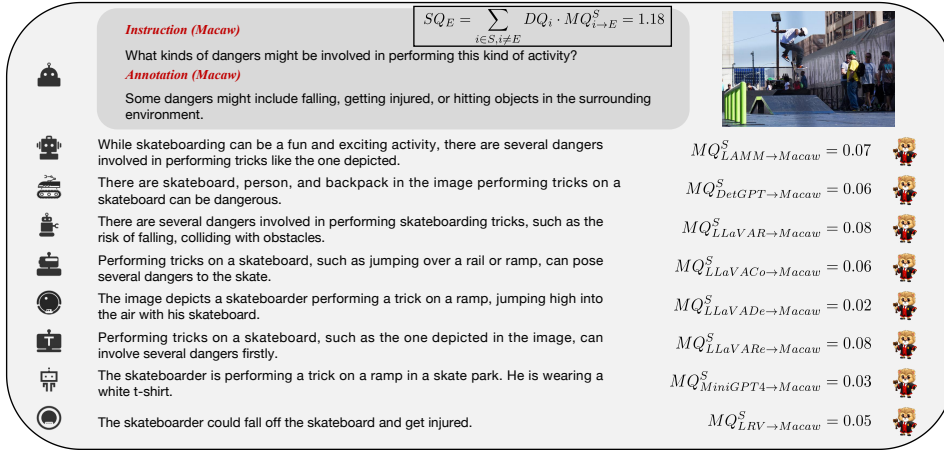 Instruction (Macaw)
SQ_E = \sum_{i∈S,i≠E} DQ_i · MQ^S_{i→E} = 1.18
What kinds of dangers might be involved in performing this kind of activity?
Annotation (Macaw)
Some dangers might include falling, getting injured, or hitting objects in the surrounding
environment.
While skateboarding can be a fun and exciting activity, there are several dangers
involved in performing tricks like the one depicted.
MQ^S_{LAMM→Macaw} = 0.07
There are skateboard, person, and backpack in the image performing tricks on a
skateboard can be dangerous.
MQ^S_{DetGPT→Macaw} = 0.06
There are several dangers involved in performing skateboarding tricks, such as the
risk of falling, colliding with obstacles.
MQ^S_{LLaVAR→Macaw} = 0.08
Performing tricks on a skateboard, such as jumping over a rail or ramp, can pose
several dangers to the skate.
MQ^S_{LLaVACo→Macaw} = 0.06
The image depicts a skateboarder performing a trick on a ramp, jumping high into
the air with his skateboard.
MQ^S_{LLaVADe→Macaw} = 0.02
Performing tricks on a skateboard, such as the one depicted in the image, can
involve several dangers firstly.
MQ^S_{LLaVARe→Macaw} = 0.08
The skateboarder is performing a trick on a ramp in a skate park. He is wearing a
white t-shirt.
MQ^S_{MiniGPT4→Macaw} = 0.03
The skateboarder could fall off the skateboard and get injured.
MQ^S_{LRV→Macaw} = 0.05